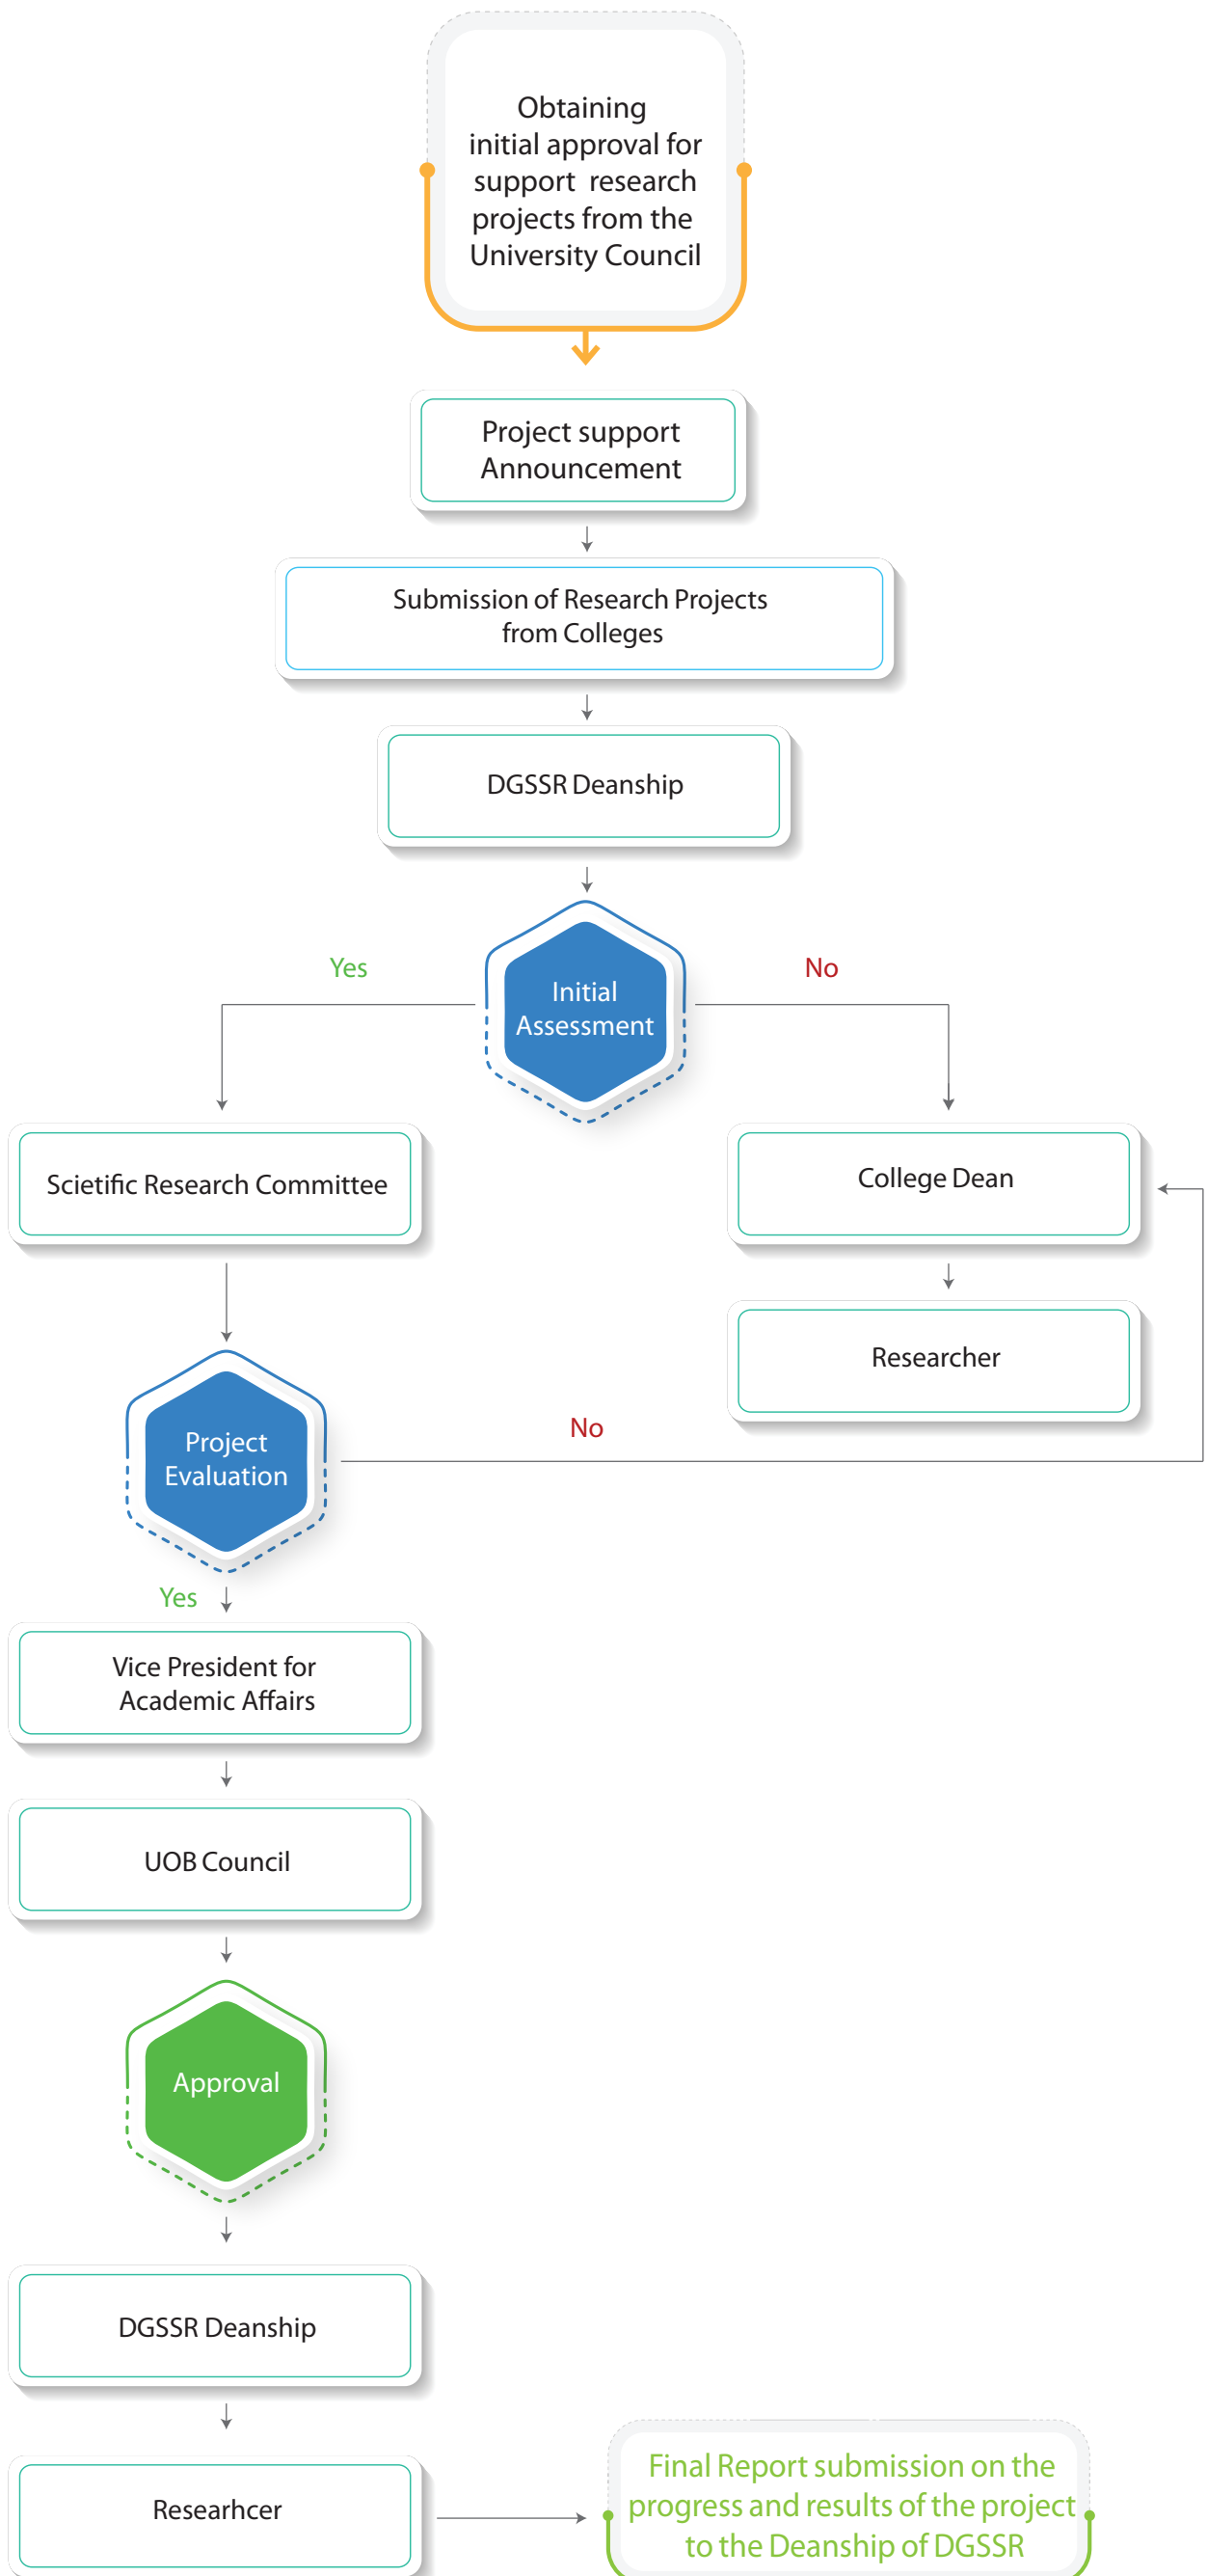 Obtaining
initial approval for
support research
projects from the
University Council
Project support
Announcement
Submission of Research Projects
from Colleges
DGSSR Deanship
Initial
Assessment
Yes
No
Scietific Research Committee
College Dean
Researcher
Project
Evaluation
No
Yes
Vice President for
Academic Affairs
UOB Council
Approval
DGSSR Deanship
Researhcer
Final Report submission on the
progress and results of the project
to the Deanship of DGSSR